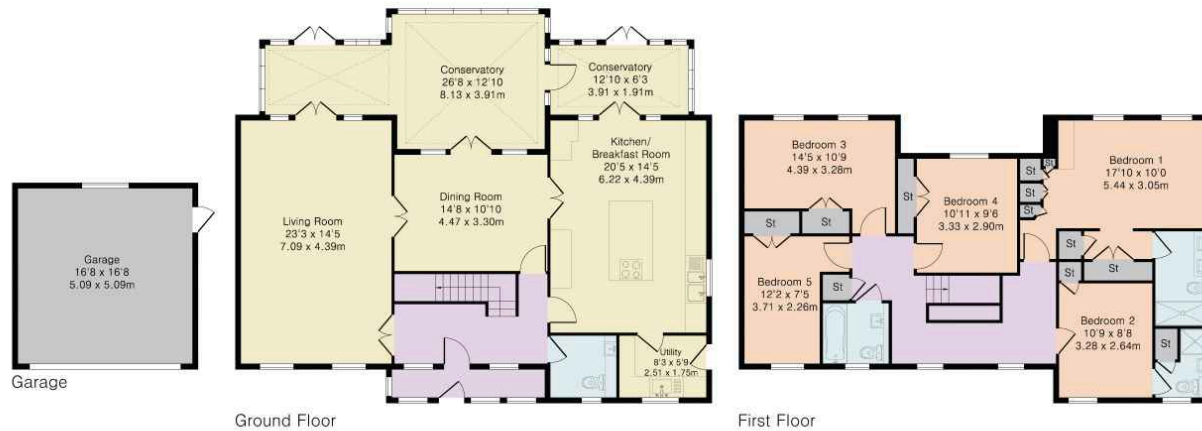 Garage
16'8 x 16'8
5.09 x 5.09m
Garage
Conservatory
26'8 x 12'10
8.13 x 3.91m
Conservatory
12'10 x 6'3
3.91 x 1.91m
Living Room
23'3 x 14'5
7.09 x 4.39m
Dining Room
14'8 x 10'10
4.47 x 3.30m
Kitchen/
Breakfast Room
20'5 x 14'5
6.22 x 4.39m
Utility
8'3 x 5'9
2.51 x 1.75m
Ground Floor
Bedroom 3
14'5 x 10'9
4.39 x 3.28m
St
St
St
Bedroom 4
10'11 x 9'6
3.33 x 2.90m
St
St
St
St
Bedroom 1
17'10 x 10'0
5.44 x 3.05m
St
St
St
Bedroom 5
12'2 x 7'5
3.71 x 2.26m
St
Bedroom 2
10'9 x 8'8
3.28 x 2.64m
St
First Floor